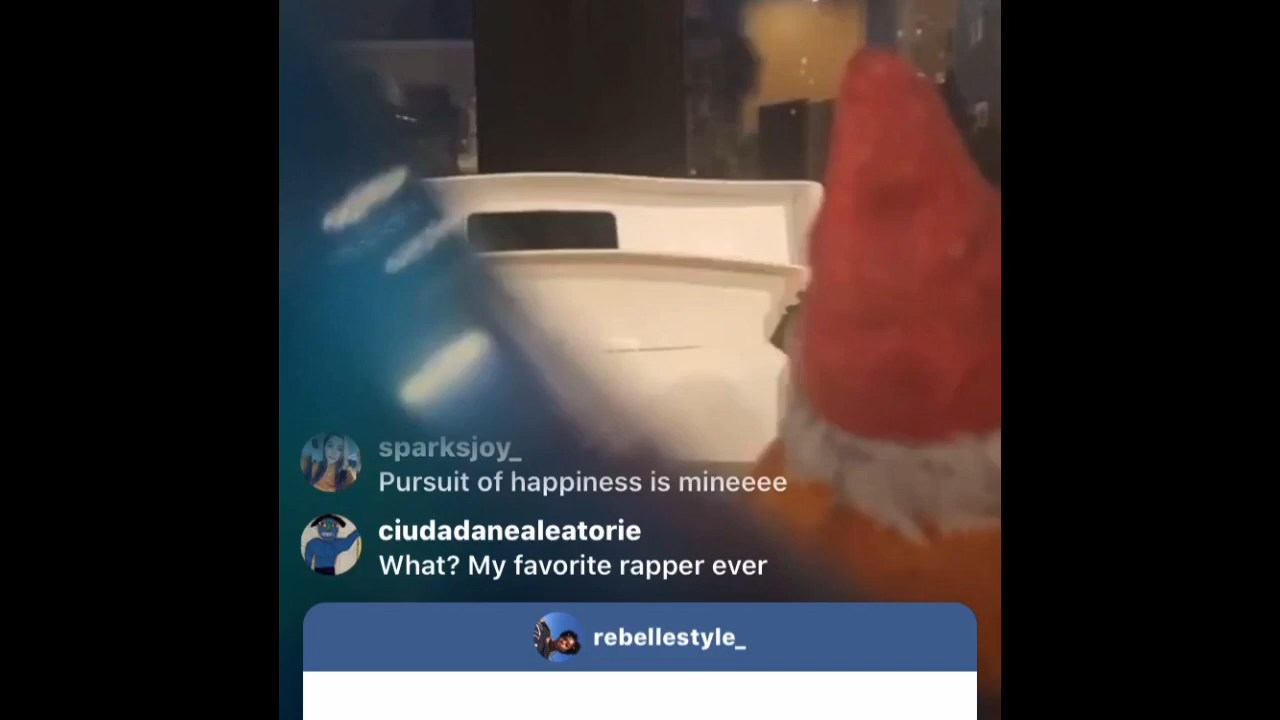 sparksjoy_
Pursuit of happiness is mineeee
ciudadanealeatorie
What? My favorite rapper ever
rebellestyle_